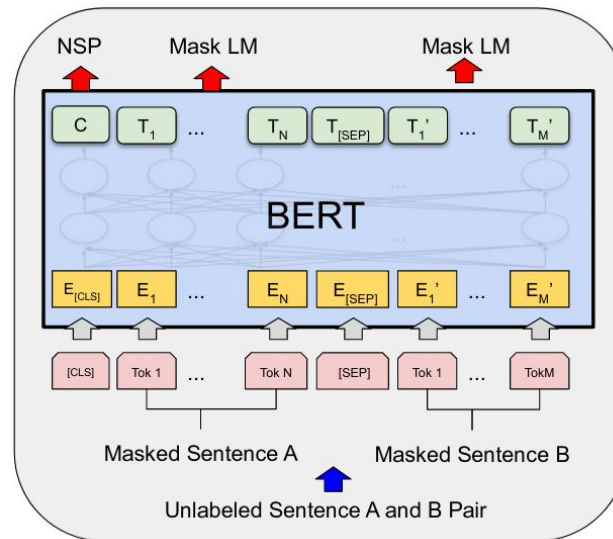 NSP Mask LM Mask LM
C T1 ... TN T[SEP] T1' ... TM'
...
BERT
...
E[CLS] E1 ... EN E[SEP] E1' ... EM'
[CLS] Tok 1 ... Tok N [SEP] Tok 1 ... TokM
Masked Sentence A Masked Sentence B
Unlabeled Sentence A and B Pair